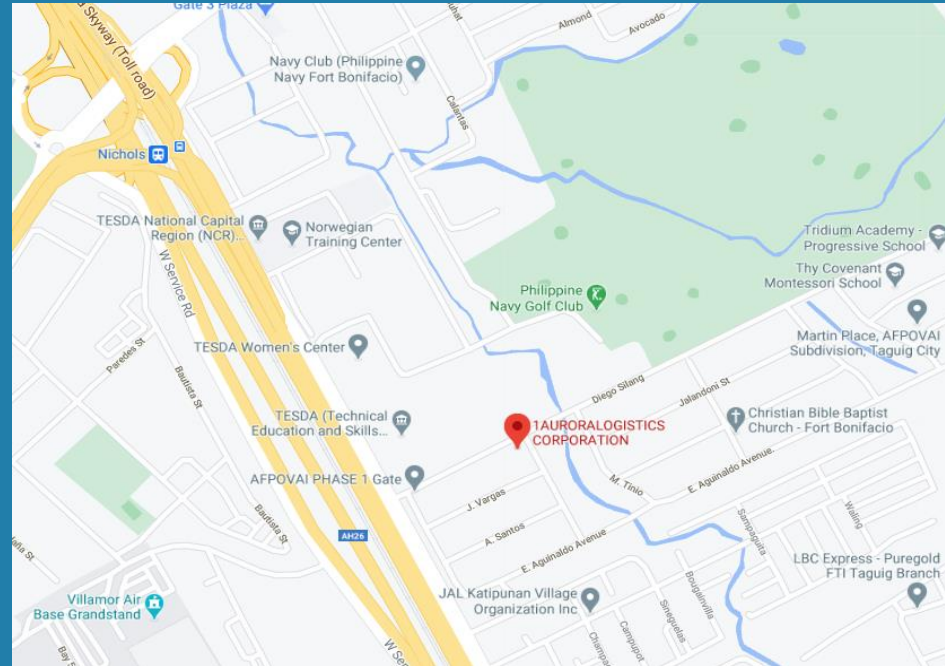 Gate 3 Plaza
Skyway (Toll road)
Almond
Avocado
Navy Club (Philippine
Navy Fort Bonifacio)
Calantas
Nichols
TESDA National Capital
Region (NCR)...
Norwegian
Training Center
W Service Rd
Tridium Academy -
Progressive School
Thy Covenant
Montessori School
Philippine
Navy Golf Club
Martin Place, AFPOVAI
Subdivision, Taguig City
TESDA Women's Center
Paredes St
Bautista St
Diego Silang
Jalandoni St
TESDA (Technical
Education and Skills...
1AURORALOGISTICS
CORPORATION
Christian Bible Baptist
Church - Fort Bonifacio
AFPOVAI PHASE 1 Gate
M. Tinio
E. Aguinaldo Avenue
J. Vargas
Bautista St
A. Santos
AH26
E. Aguinaldo Avenue
Sampaguita
Waling
LBC Express - Puregold
FTI Taguig Branch
JAL Katipunan Village
Organization Inc
Bougainvilla
Sineguelas
Campupot
Villamor Air
Base Grandstand